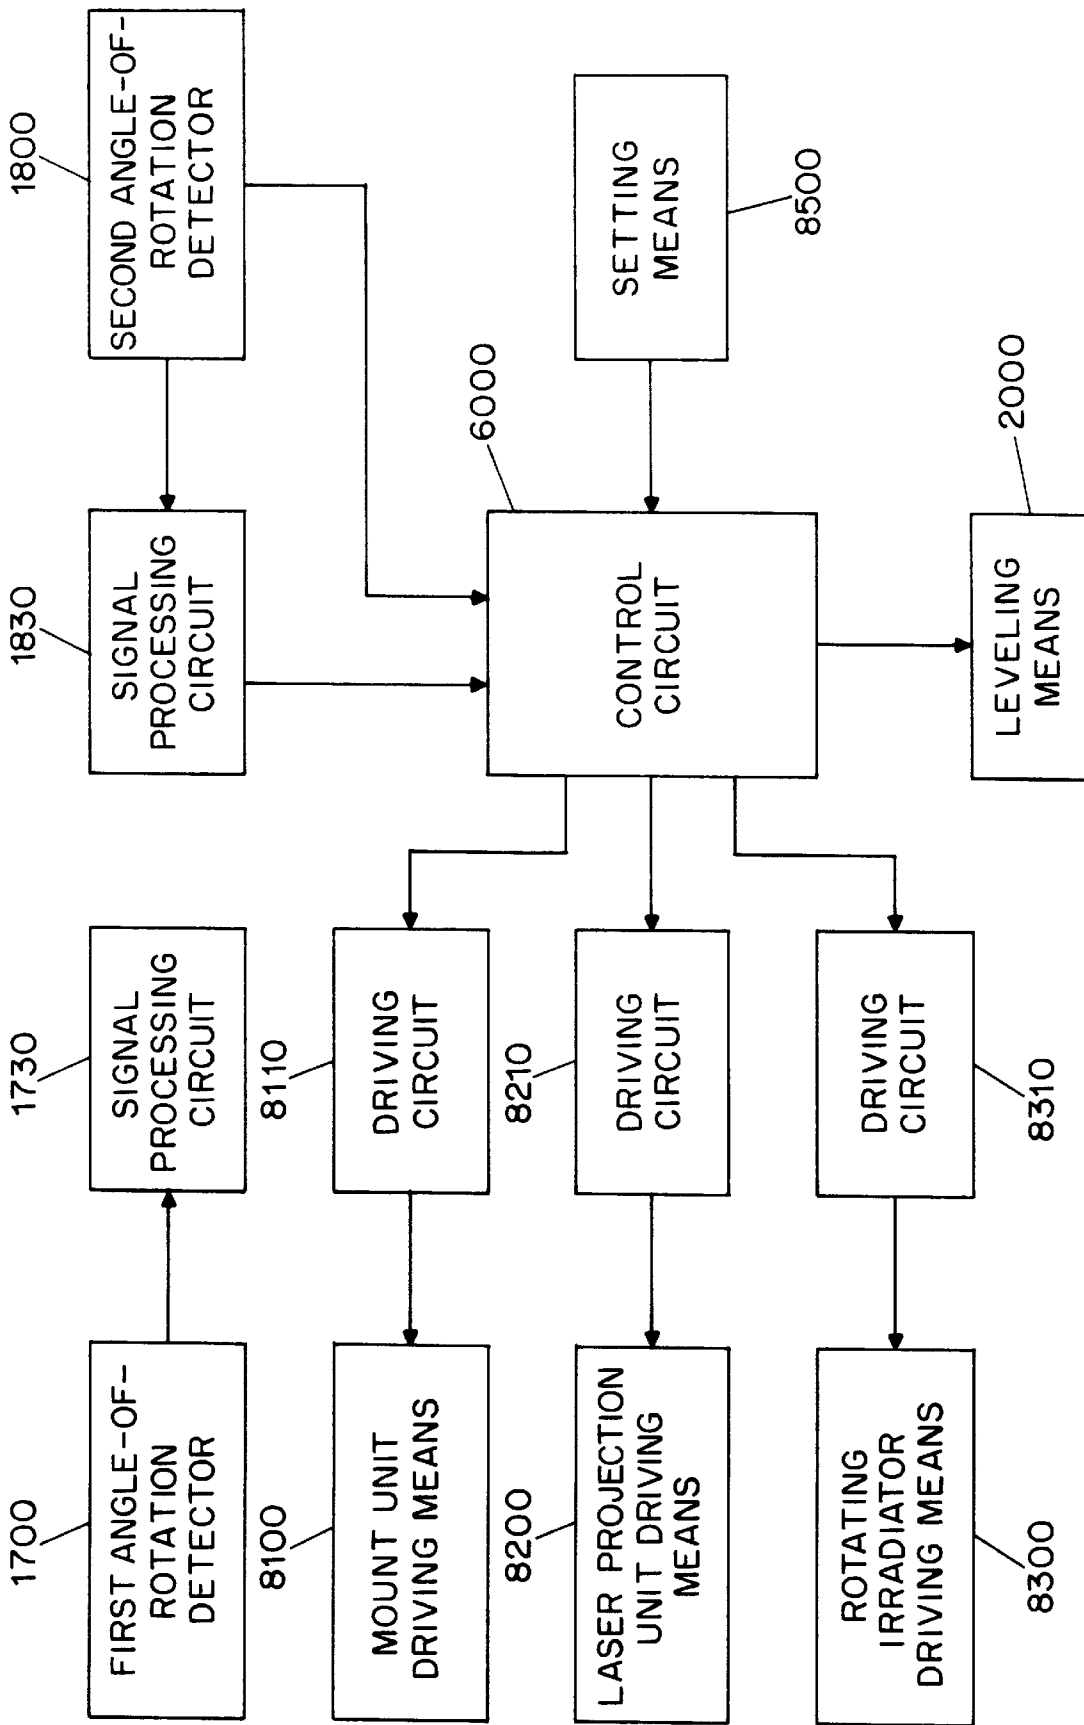 1700
FIRST ANGLE-OF-
ROTATION
DETECTOR
1730
SIGNAL
PROCESSING
CIRCUIT
1830
SIGNAL
PROCESSING
CIRCUIT
1800
SECOND ANGLE-OF-
ROTATION
DETECTOR
8100
MOUNT UNIT
DRIVING MEANS
8110
DRIVING
CIRCUIT
6000
CONTROL
CIRCUIT
SETTING
MEANS
8500
8200
LASER PROJECTION
UNIT DRIVING
MEANS
8210
DRIVING
CIRCUIT
ROTATING
IRRADIATOR
DRIVING MEANS
8300
DRIVING
CIRCUIT
8310
LEVELING
MEANS
2000